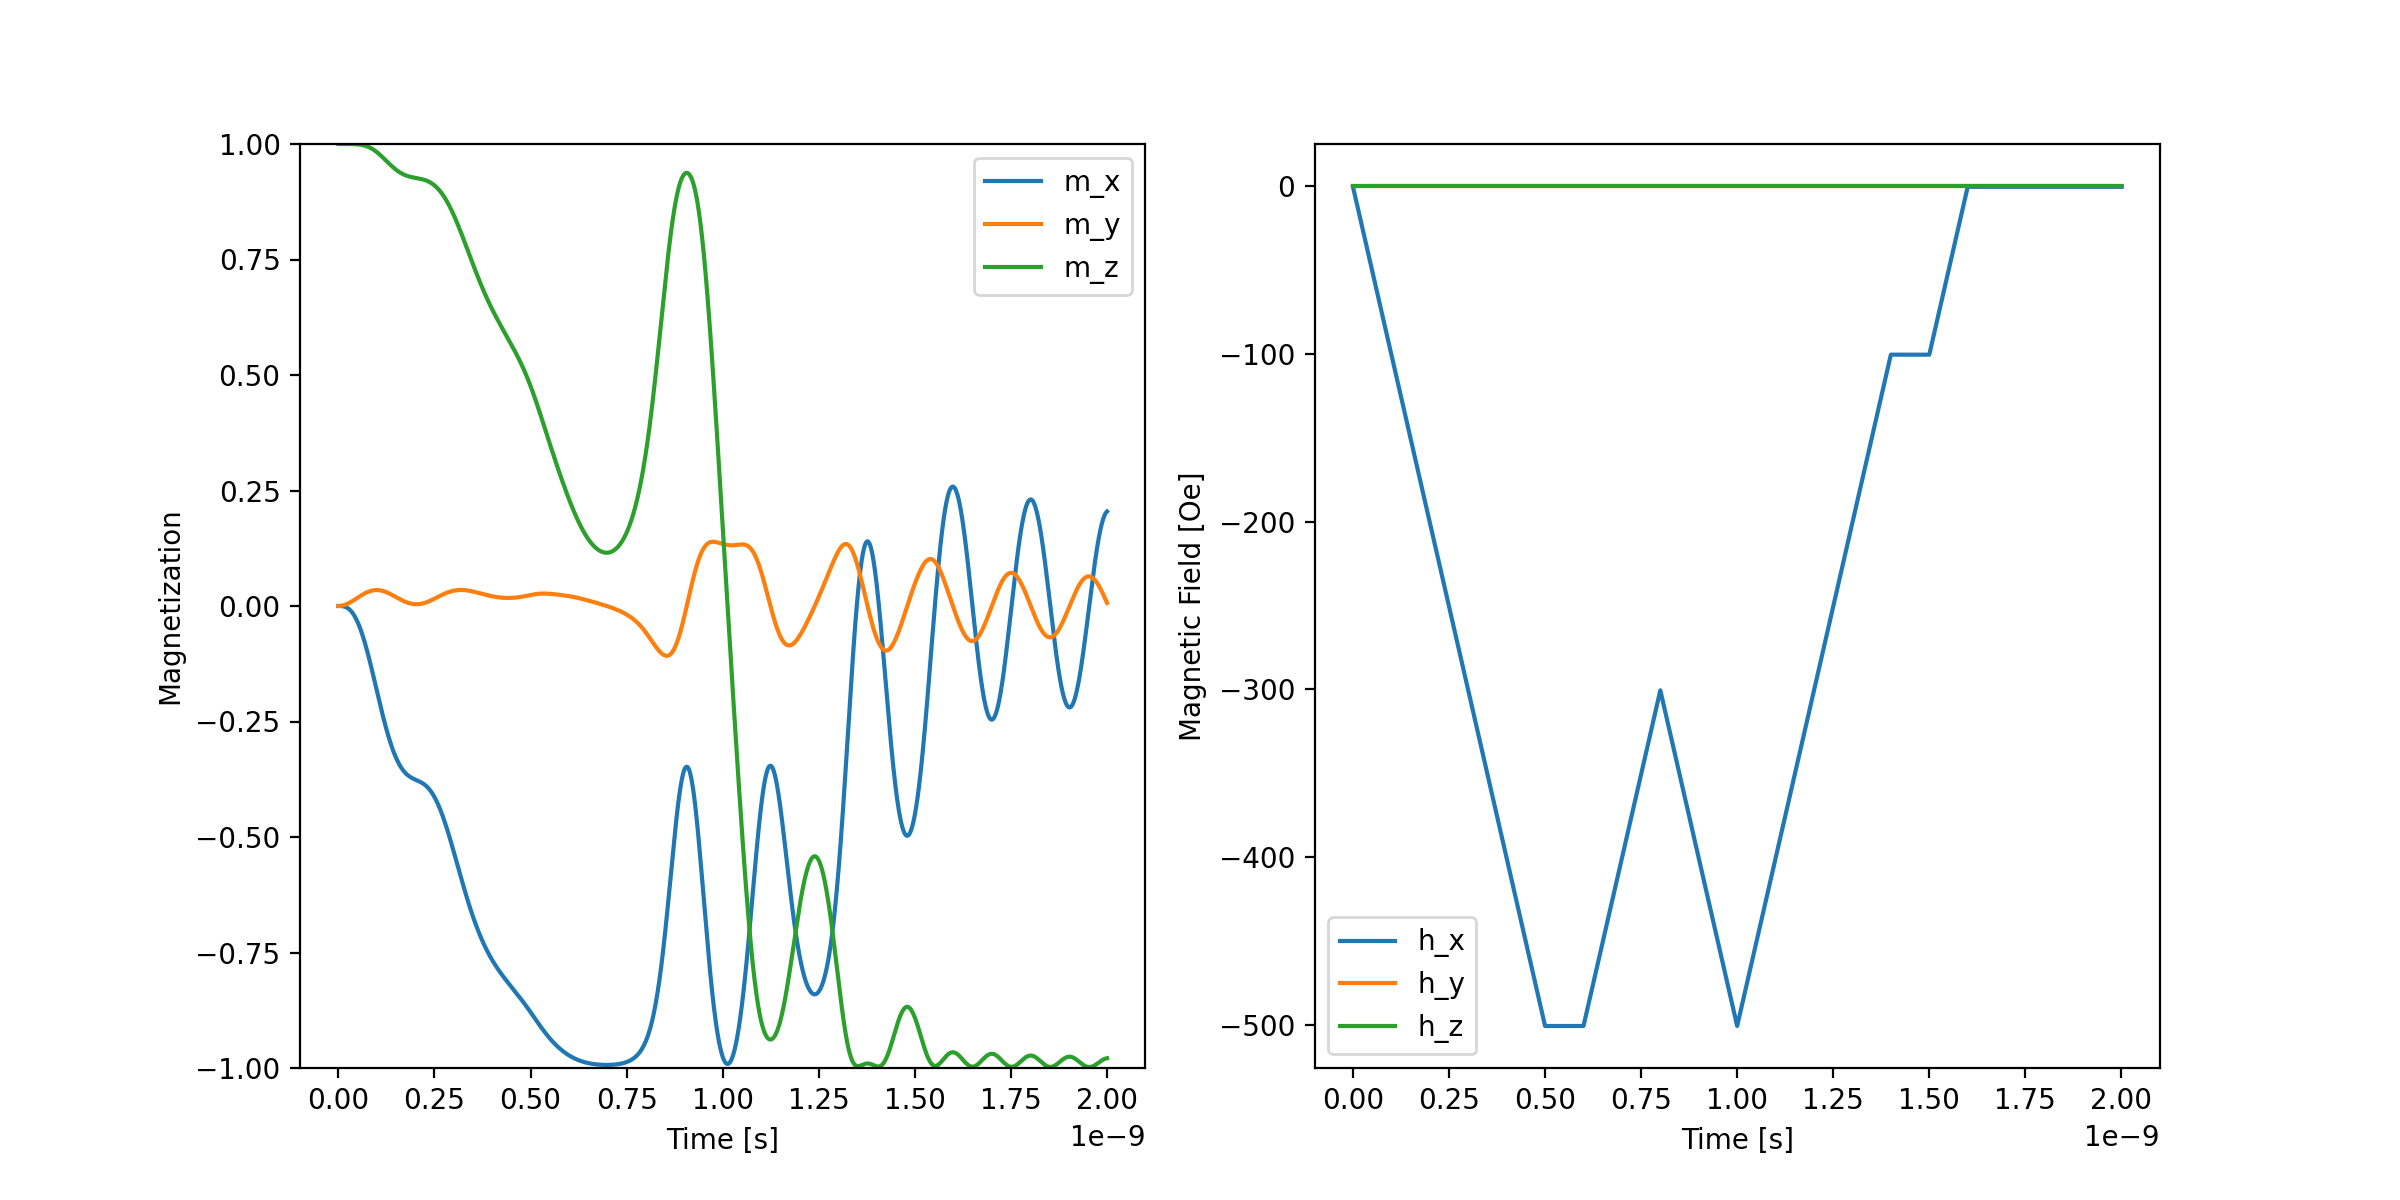 1.00
0.75
0.50
0.25
0.00
−0.25
−0.50
−0.75
−1.00
Magnetization
m_x
m_y
m_z
0.00 0.25 0.50 0.75 1.00 1.25 1.50 1.75 2.00
Time [s]
1e−9
0
−100
−200
−300
−400
−500
Magnetic Field [Oe]
h_x
h_y
h_z
0.00 0.25 0.50 0.75 1.00 1.25 1.50 1.75 2.00
Time [s]
1e−9